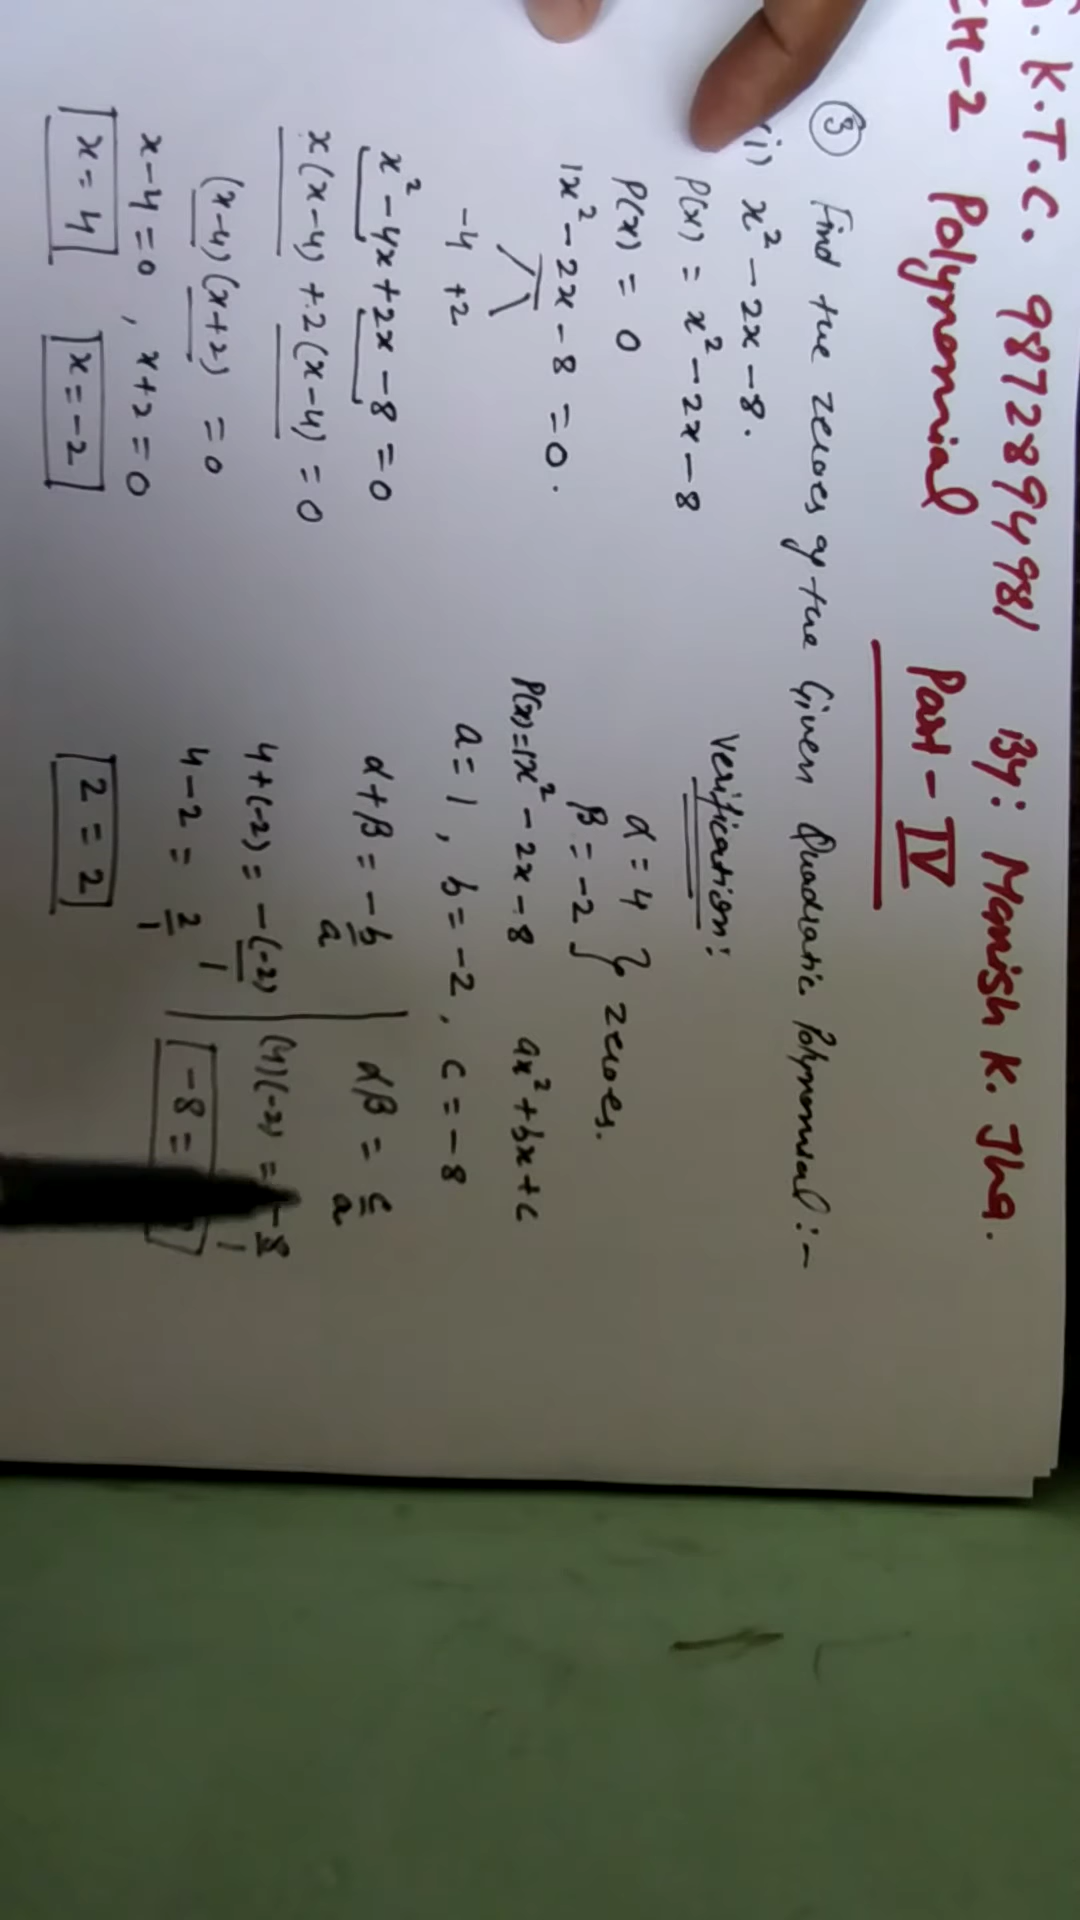 K.T.C. 9872894981 By: Manish K. Jha.
CH-2 Polynomial Part-IV
③ Find the zeroes of the Given Quadratic Polynomial:-
(i) x² - 2x - 8.
P(x) = x² - 2x - 8
P(x) = 0
1x² - 2x - 8 = 0.
-4 +2
x² - 4x + 2x - 8 = 0
x(x-4) + 2(x-4) = 0
(x-4)(x+2) = 0
x-4=0, x+2=0
x=4 x=-2
Verification:
α = 4
β = -2 } zeroes.
P(x)=1x² - 2x - 8 ax²+bx+c
a=1, b=-2, c=-8
α+β = -b/a αβ = c/a
4+(-2) = -(-2)/1 (4)(-2) = -8/1
4-2 = 2/1 -8 =
2 = 2